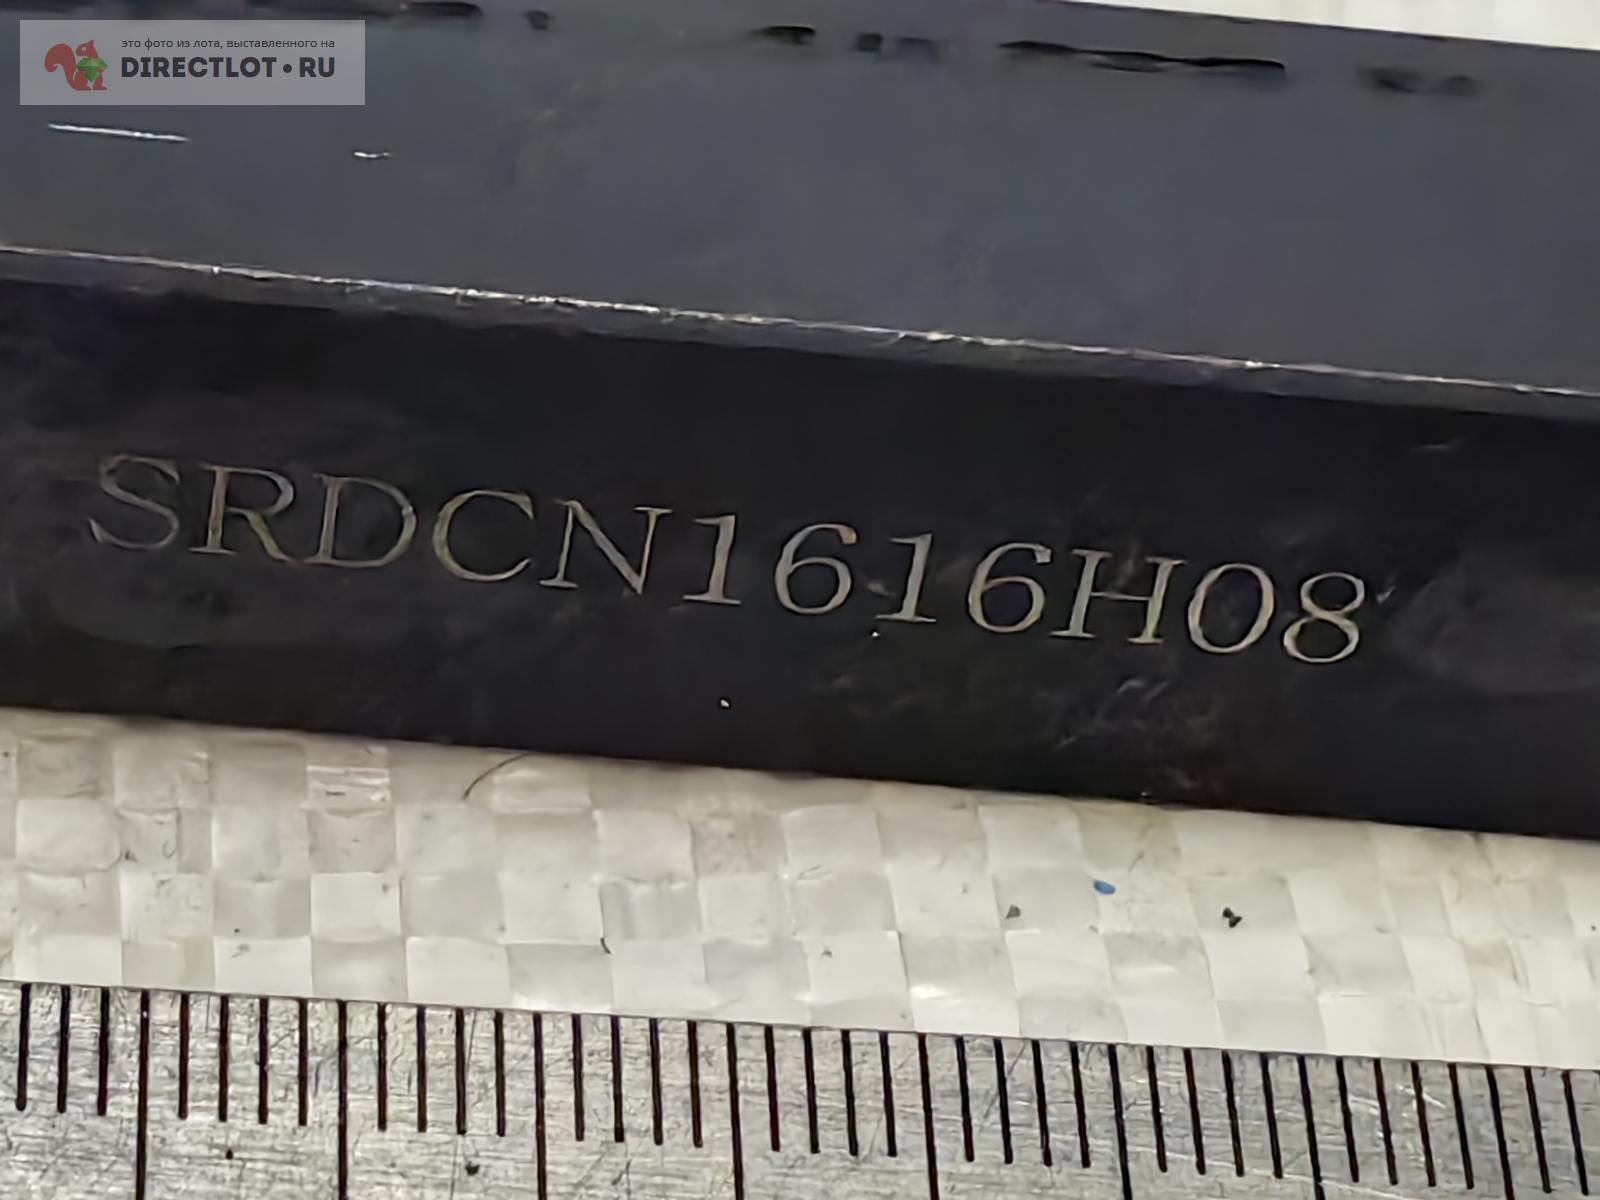 это фото из лота, выставленного на
DIRECTLOT•RU
SRDCN1616H08